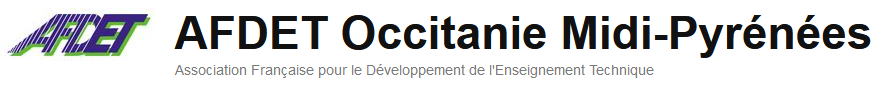 AFDET
AFDET Occitanie Midi-Pyrénées
Association Française pour le Développement de l'Enseignement Technique